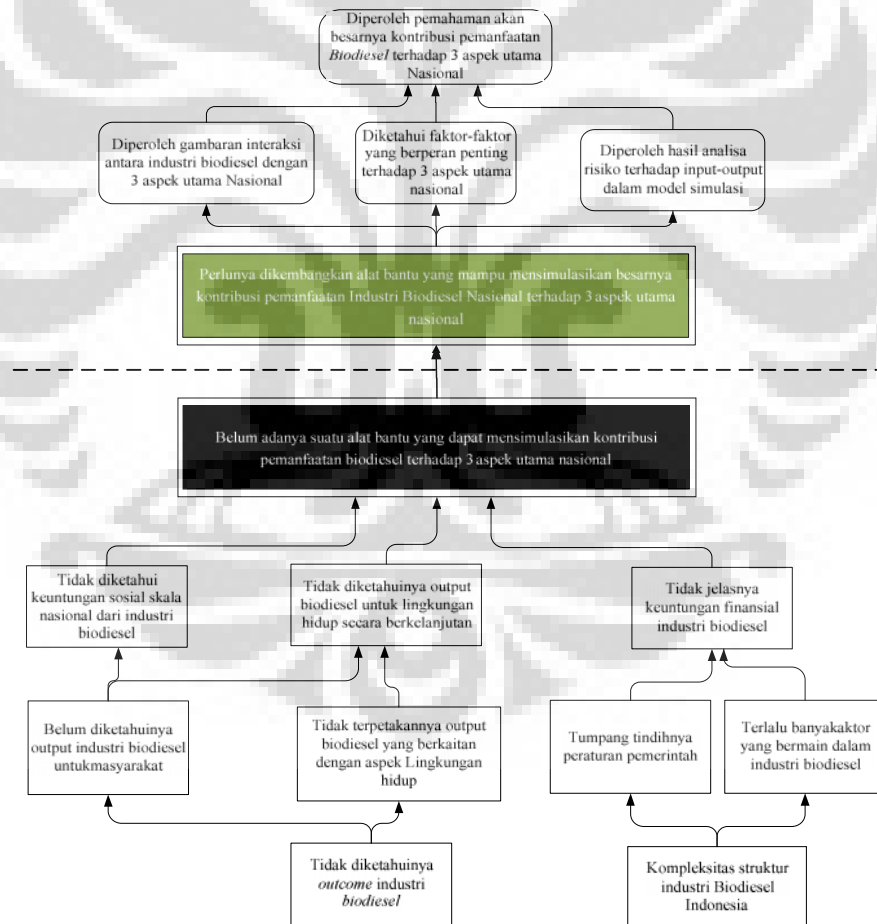 Diperoleh pemahaman akan
besarnya kontribusi pemanfaatan
Biodiesel terhadap 3 aspek utama
Nasional
Diperoleh gambaran interaksi
antara industri biodiesel dengan
3 aspek utama Nasional
Diketahui faktor-faktor
yang berperan penting
terhadap 3 aspek utama
nasional
Diperoleh hasil analisa
risiko terhadap input-output
dalam model simulasi
Perlunya dikembangkan alat bantu yang mampu mensimulasikan besarnya
kontribusi pemanfaatan Industri Biodiesel Nasional terhadap 3 aspek utama
nasional
Belum adanya suatu alat bantu yang dapat mensimulasikan kontribusi
pemanfaatan biodiesel terhadap 3 aspek utama nasional
Tidak diketahui
keuntungan sosial skala
nasional dari industri
biodiesel
Tidak diketahuinya output
biodiesel untuk lingkungan
hidup secara berkelanjutan
Tidak jelasnya
keuntungan finansial
industri biodiesel
Belum diketahuinya
output industri biodiesel
untukmasyarakat
Tidak terpetakannya output
biodiesel yang berkaitan
dengan aspek Lingkungan
hidup
Tumpang tindihnya
peraturan pemerintah
Terlalu banyakaktor
yang bermain dalam
industri biodiesel
Tidak diketahuinya
outcome industri
biodiesel
Kompleksitas struktur
industri Biodiesel
Indonesia